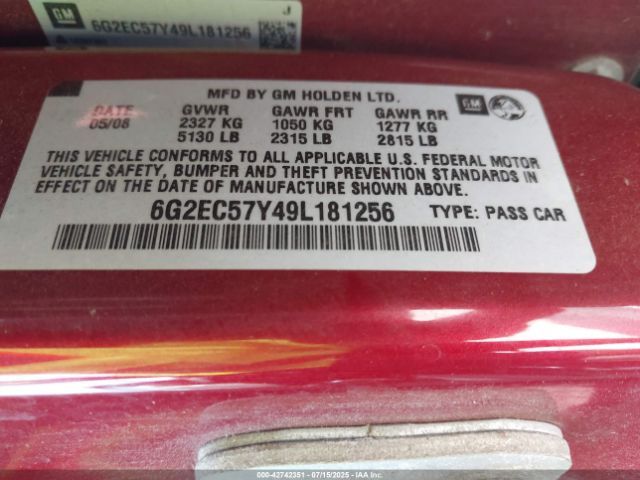 GM
J
6G2EC57Y49L181256
MFD BY GM HOLDEN LTD.
DATE GVWR GAWR FRT GAWR RR GM
05/08 2327 KG 1050 KG 1277 KG
5130 LB 2315 LB 2815 LB
THIS VEHICLE CONFORMS TO ALL APPLICABLE U.S. FEDERAL MOTOR
VEHICLE SAFETY, BUMPER AND THEFT PREVENTION STANDARDS IN
EFFECT ON THE DATE OF MANUFACTURE SHOWN ABOVE.
6G2EC57Y49L181256 TYPE: PASS CAR
000-42742351 - 07/15/2025 - IAA